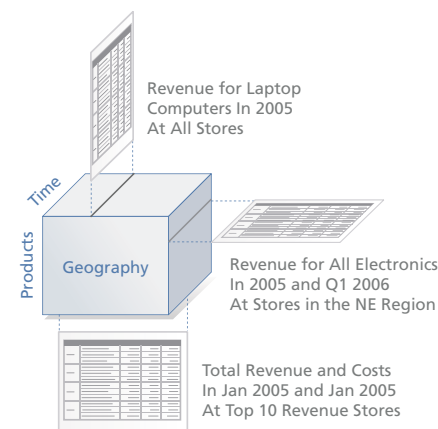 Revenue for Laptop
Computers In 2005
At All Stores
Time
Products
Geography
Revenue for All Electronics
In 2005 and Q1 2006
At Stores in the NE Region
Total Revenue and Costs
In Jan 2005 and Jan 2005
At Top 10 Revenue Stores